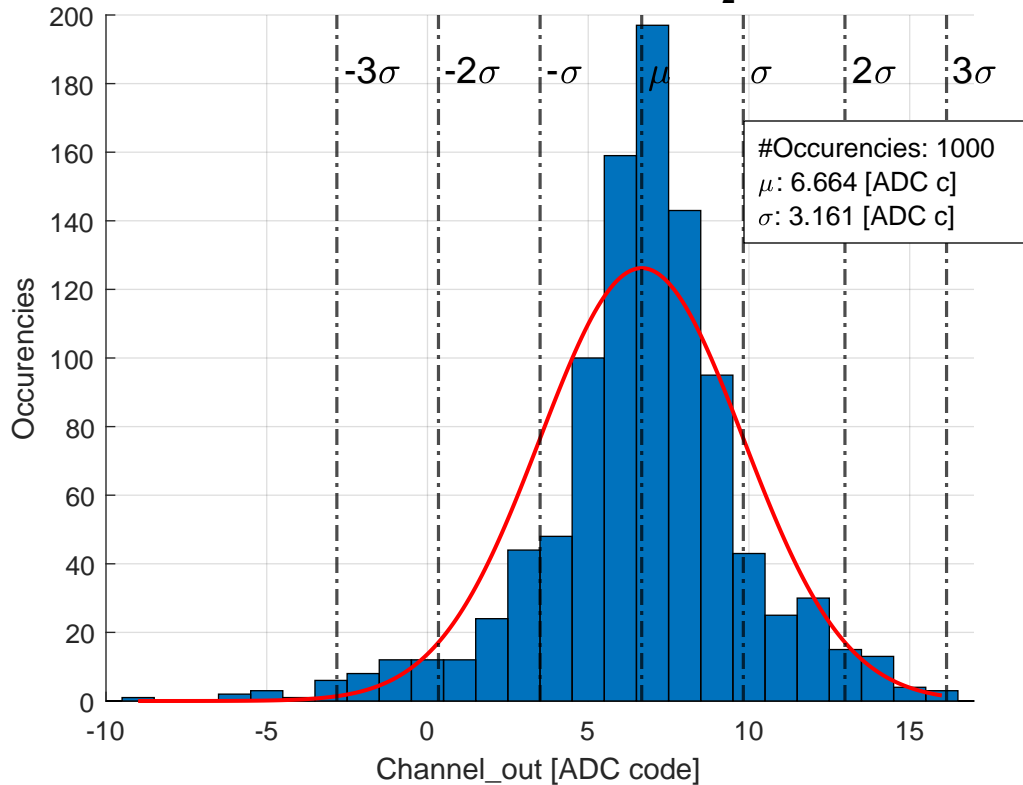 200
180
160
140
120
100
80
60
40
20
0
Occurencies
-3σ -2σ -σ μ σ 2σ 3σ
#Occurencies: 1000
μ: 6.664 [ADC c]
σ: 3.161 [ADC c]
-10 -5 0 5 10 15
Channel_out [ADC code]